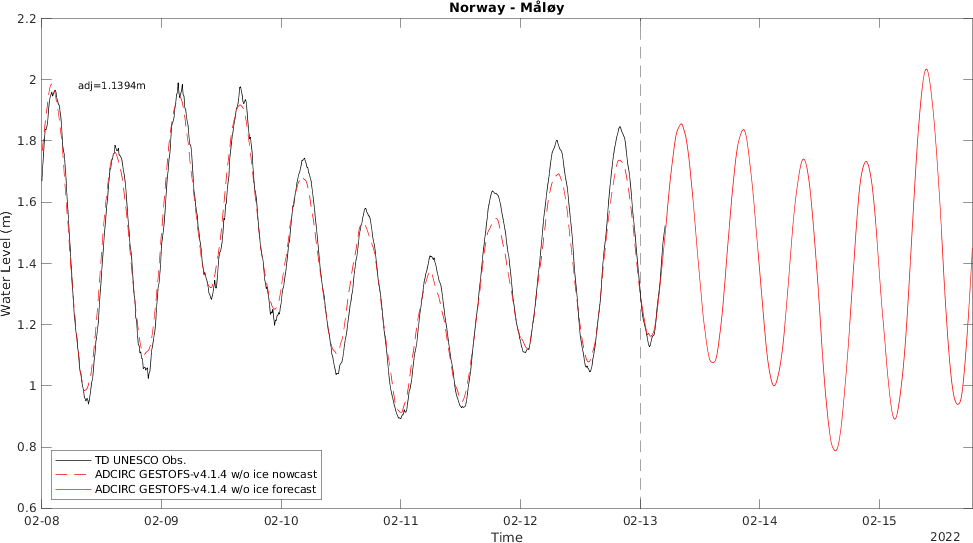 Norway - Måløy
2.2
2
1.8
1.6
1.4
1.2
1
0.8
0.6
Water Level (m)
adj=1.1394m
TD UNESCO Obs.
ADCIRC GESTOFS-v4.1.4 w/o ice nowcast
ADCIRC GESTOFS-v4.1.4 w/o ice forecast
02-08 02-09 02-10 02-11 02-12 02-13 02-14 02-15
Time
2022